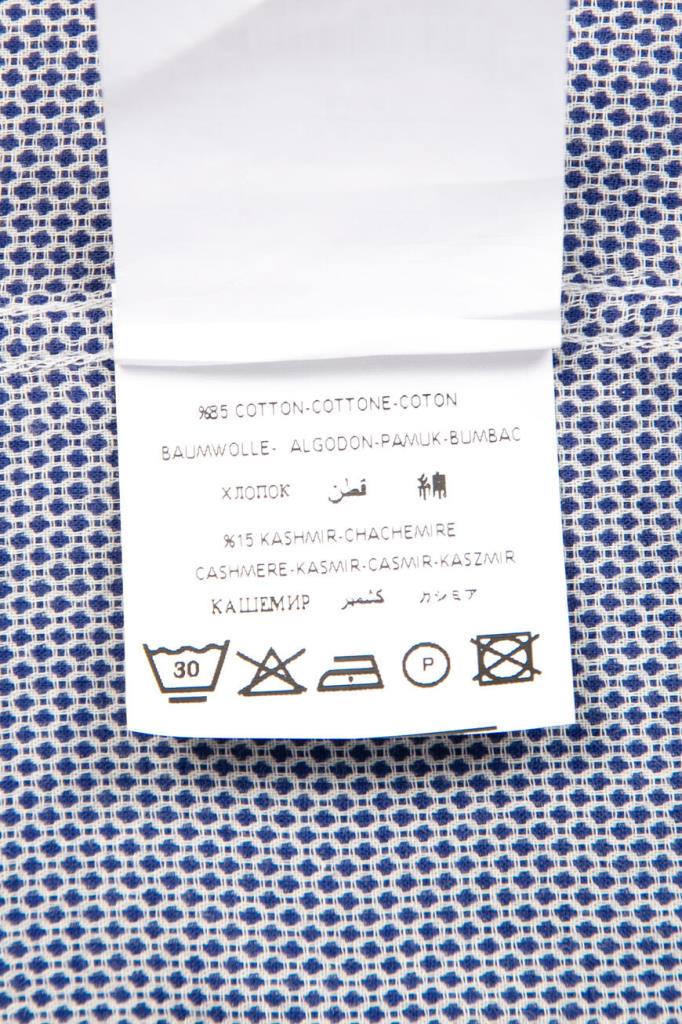 %85 COTTON-COTTONE-COTON
BAUMWOLLE- ALGODON-PAMUK-BUMBAC
ХЛОПОК قطن
%15 KASHMIR-CHACHEMIRE
CASHMERE-KASMIR-CASMIR-KASZMIR
КАШЕМИР كشمير カシミア
30 P